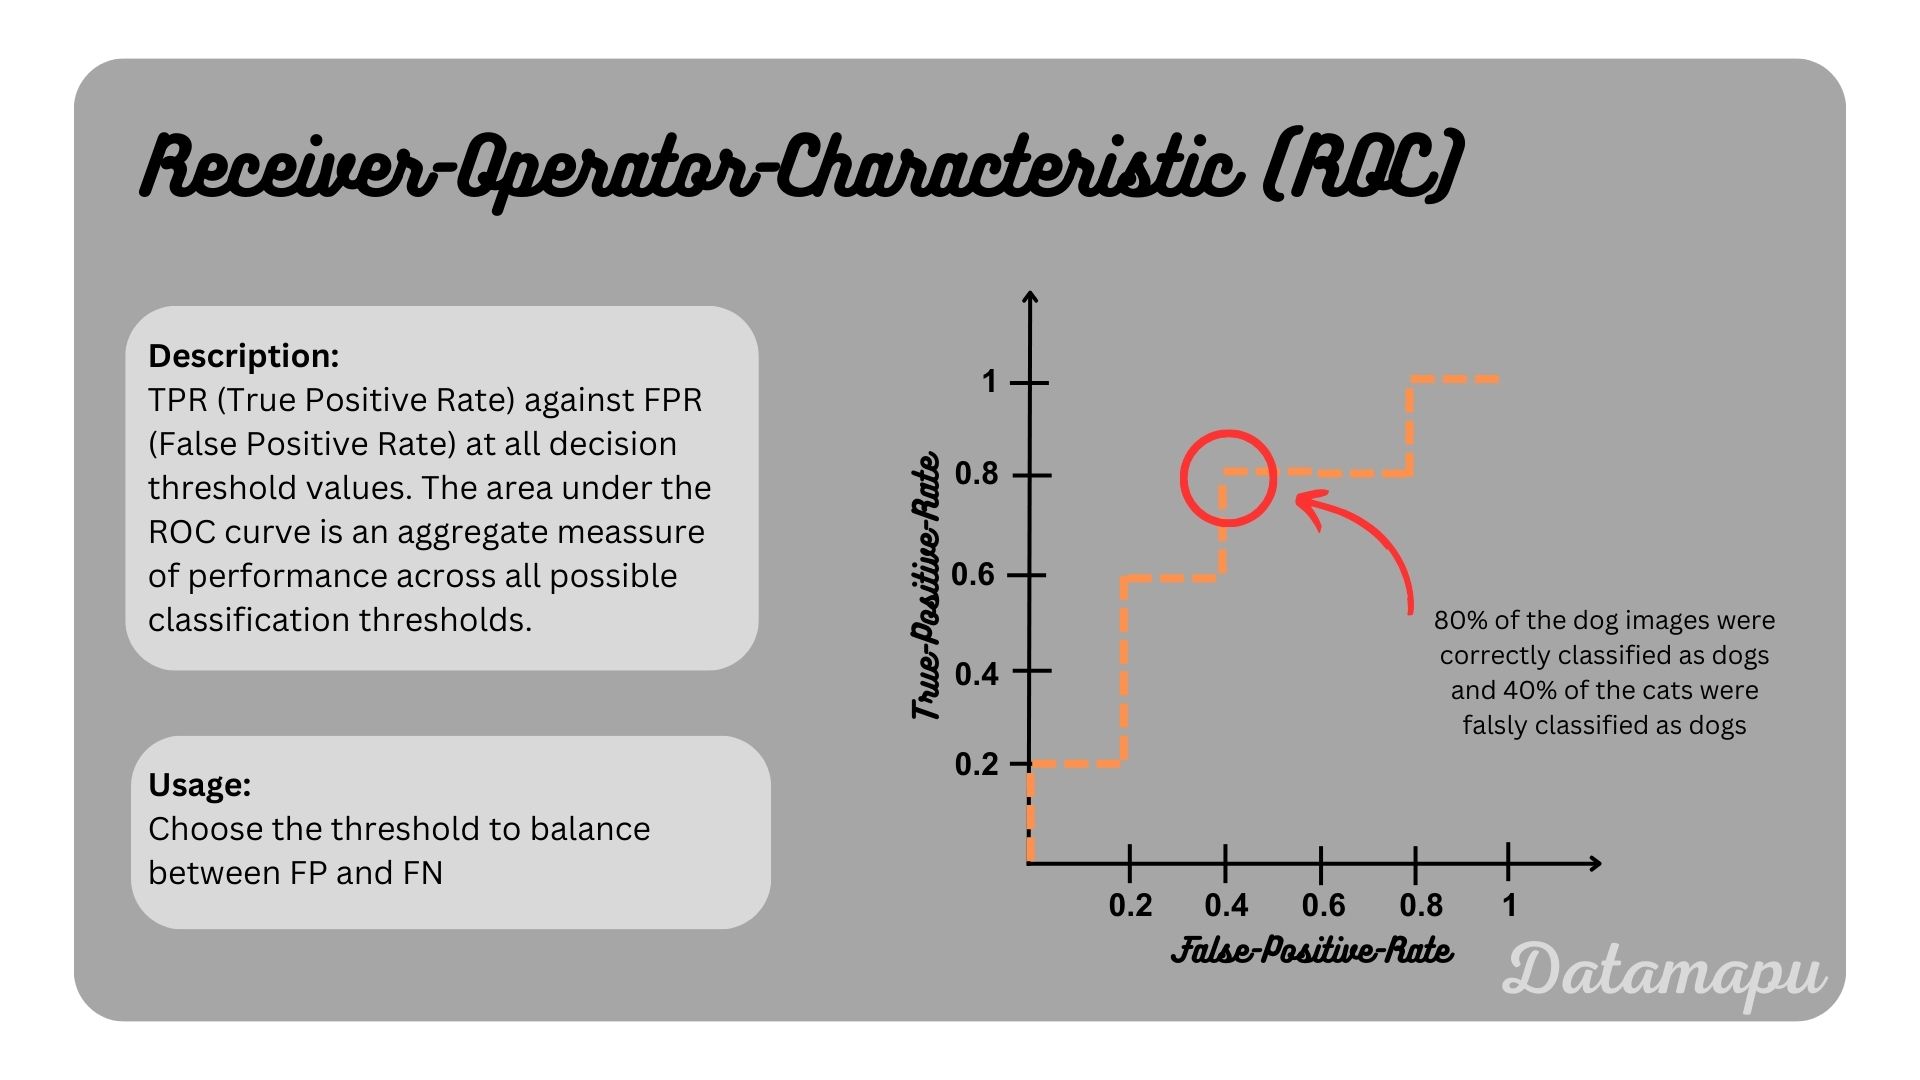 Receiver-Operator-Characteristic (ROC)
Description:
TPR (True Positive Rate) against FPR
(False Positive Rate) at all decision
threshold values. The area under the
ROC curve is an aggregate meassure
of performance across all possible
classification thresholds.
Usage:
Choose the threshold to balance
between FP and FN
True-Positive-Rate
1
0.8
0.6
0.4
0.2
0.2 0.4 0.6 0.8 1
False-Positive-Rate
80% of the dog images were
correctly classified as dogs
and 40% of the cats were
falsly classified as dogs
Datamapu